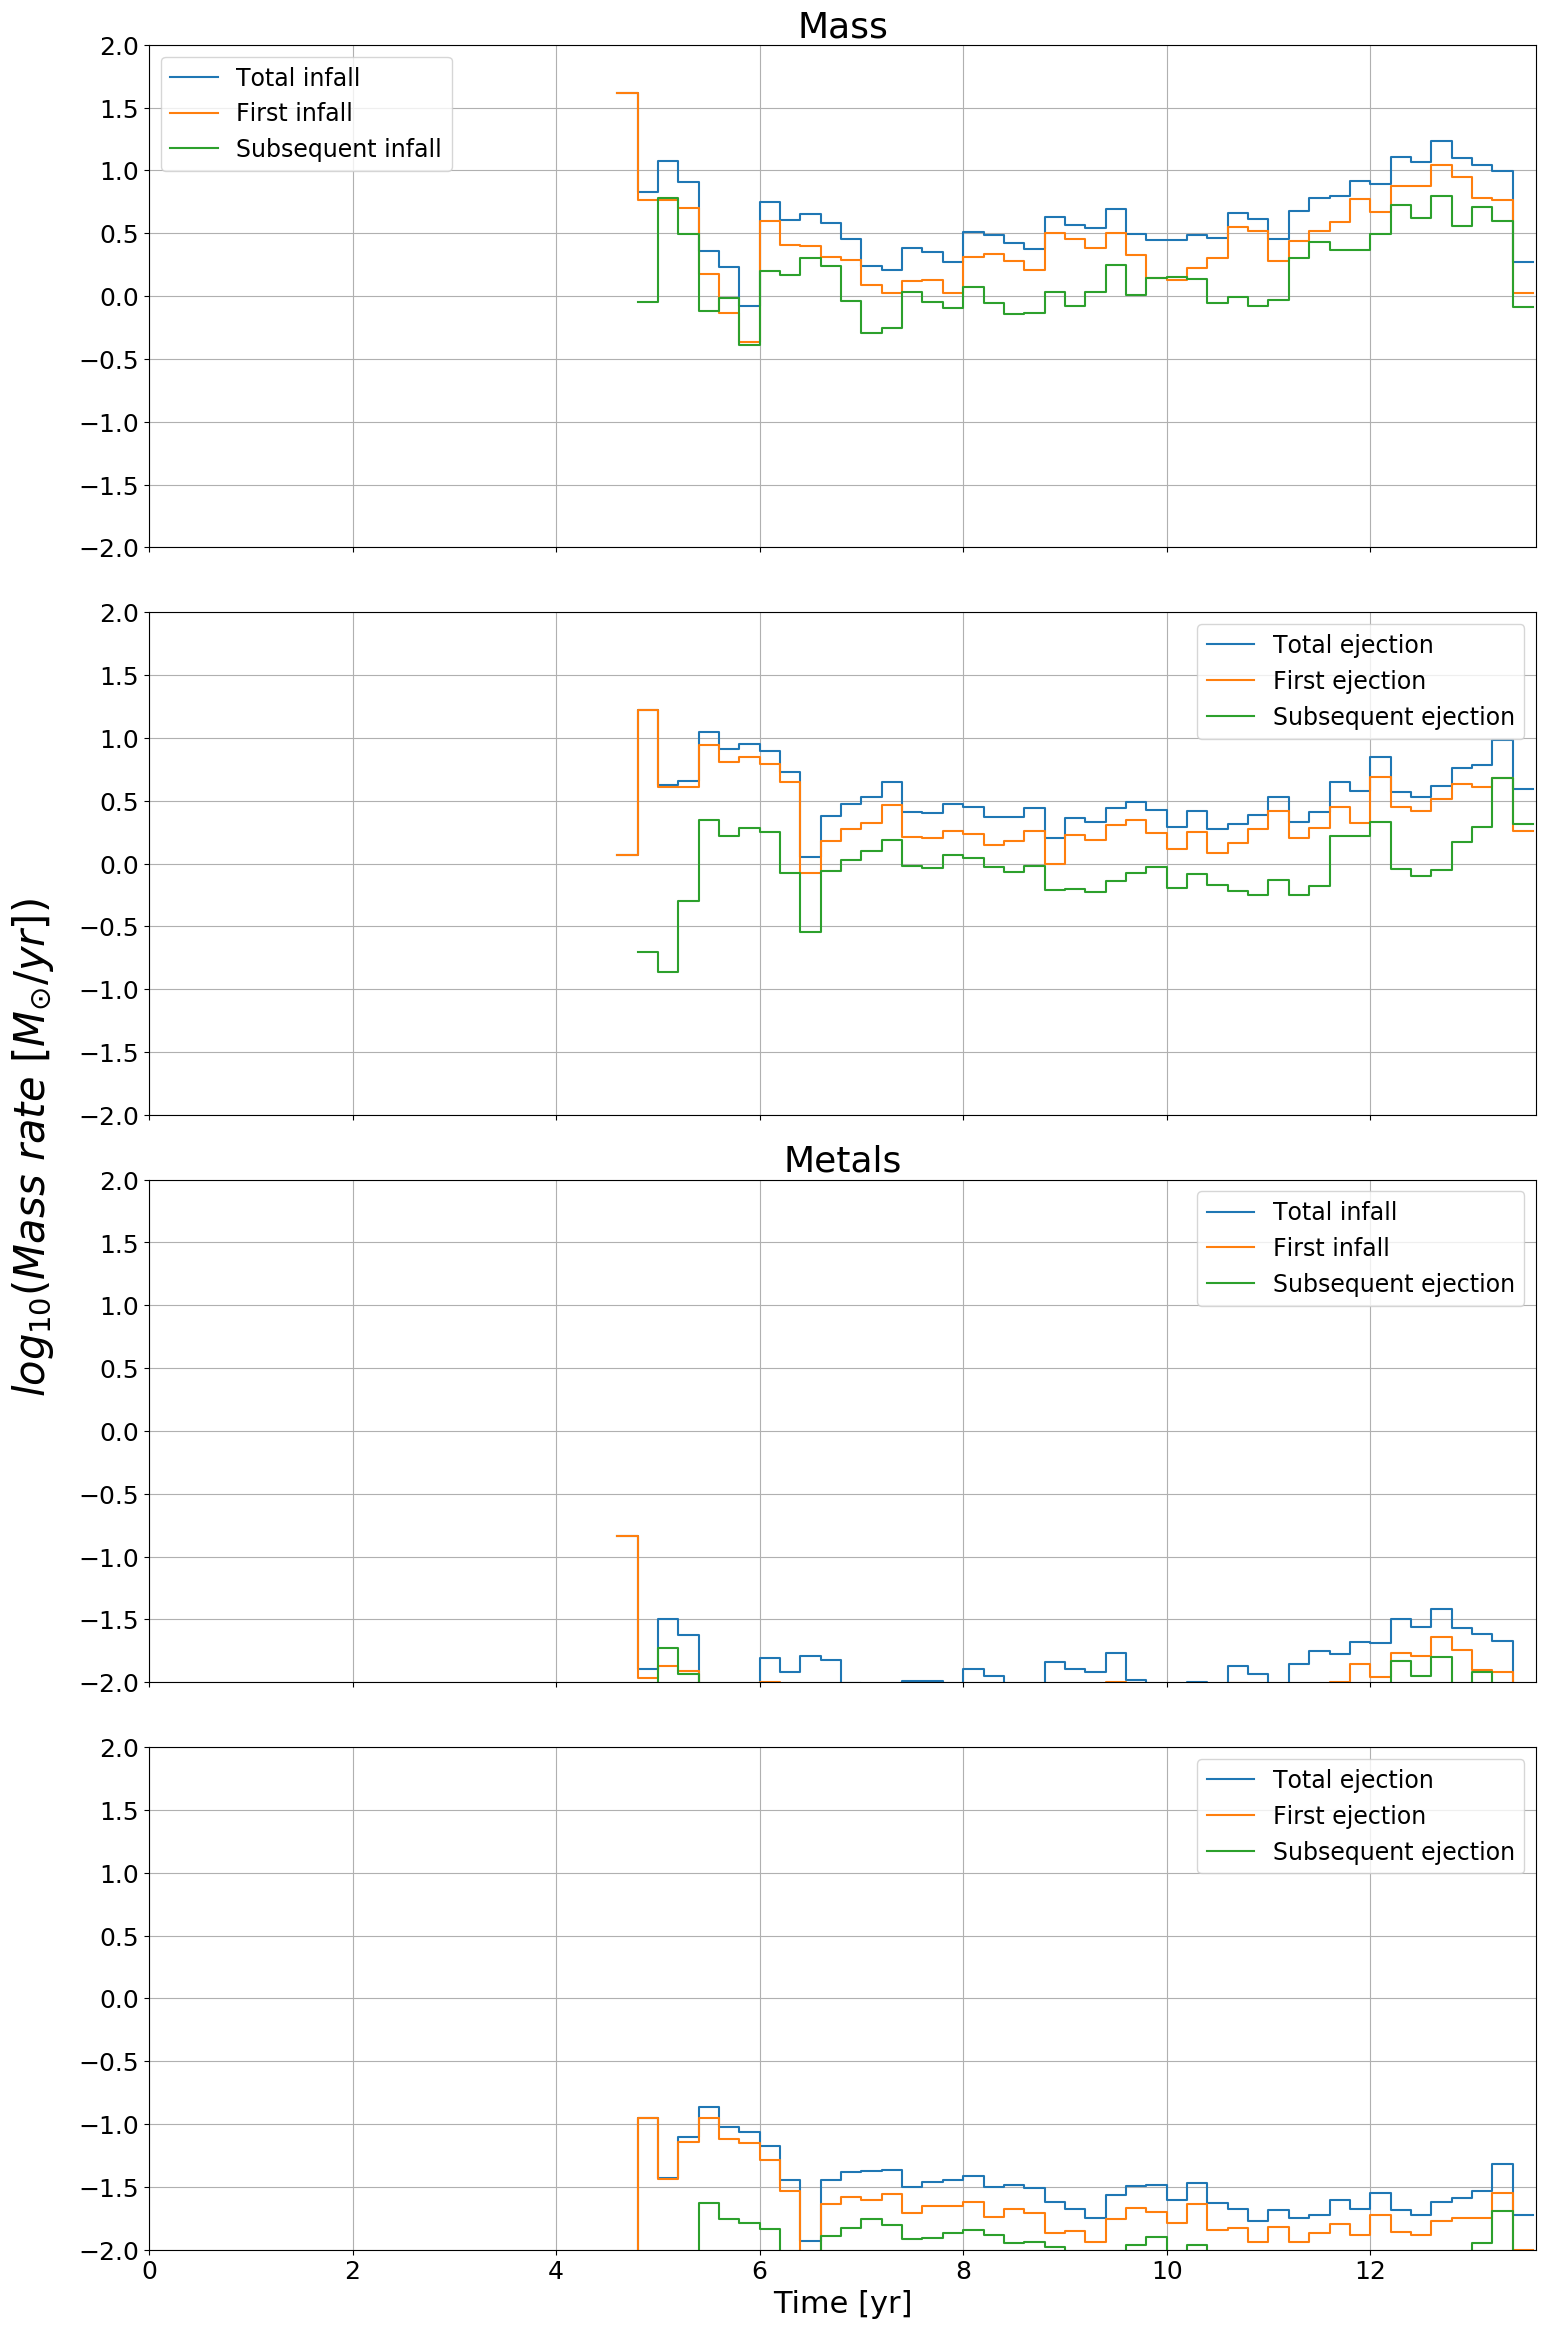 Mass
2.0
1.5
1.0
0.5
0.0
−0.5
−1.0
−1.5
−2.0
Total infall
First infall
Subsequent infall
2.0
1.5
1.0
0.5
0.0
−0.5
−1.0
−1.5
−2.0
Total ejection
First ejection
Subsequent ejection
log₁₀(Mass rate [M⊙/yr])
Metals
2.0
1.5
1.0
0.5
0.0
−0.5
−1.0
−1.5
−2.0
Total infall
First infall
Subsequent ejection
2.0
1.5
1.0
0.5
0.0
−0.5
−1.0
−1.5
−2.0
Total ejection
First ejection
Subsequent ejection
0 2 4 6 8 10 12
Time [yr]